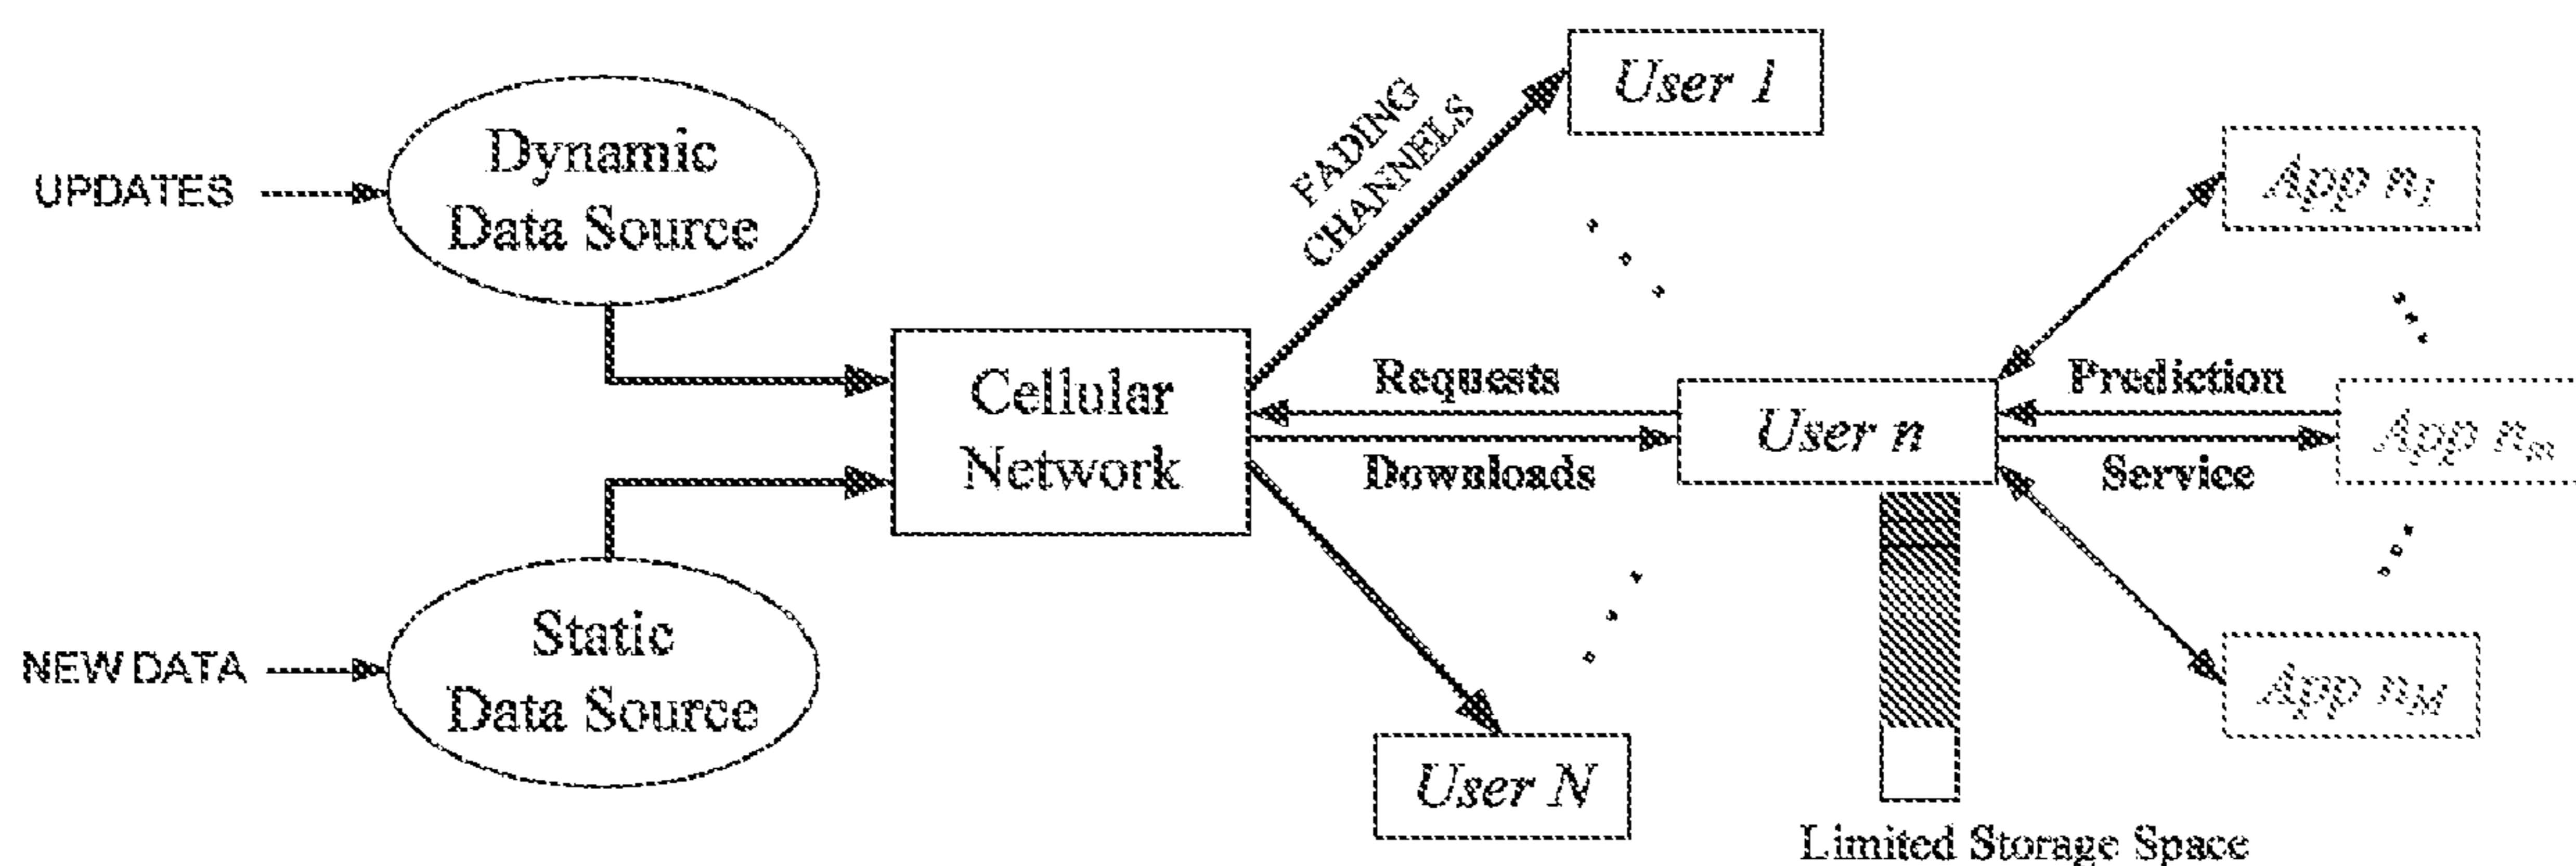 UPDATES
Dynamic
Data Source
NEW DATA
Static
Data Source
Cellular
Network
FADING
CHANNELS
User 1
Requests
Downloads
User n
User N
Limited Storage Space
Prediction
Service
App n₁
App nₘ
App n_M